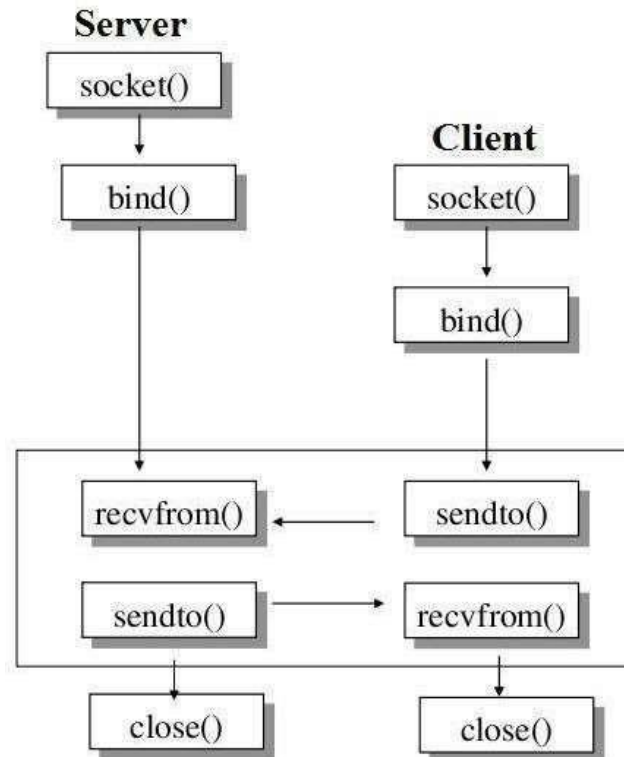 Server
socket()
bind()
Client
socket()
bind()
recvfrom()
sendto()
sendto()
recvfrom()
close()
close()